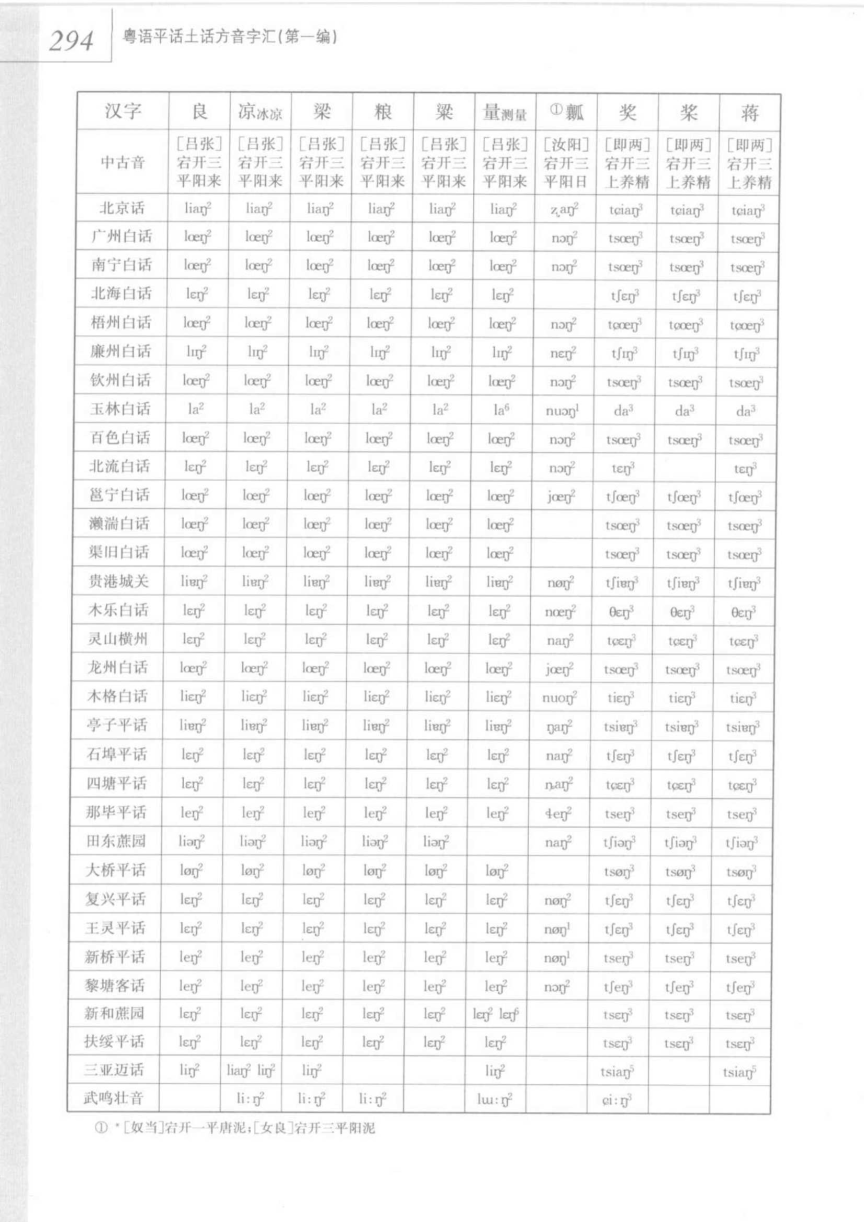 294 粤语平话土话方音字汇(第一编)
汉字 良 凉冰凉 梁 粮 粱 量测量 ①瓤 奖 桨 蒋
中古音 [吕张]宕开三平阳来 [吕张]宕开三平阳来 [吕张]宕开三平阳来 [吕张]宕开三平阳来 [吕张]宕开三平阳来 [吕张]宕开三平阳来 [汝阳]宕开三平阳日 [即两]宕开三上养精 [即两]宕开三上养精 [即两]宕开三上养精
北京话 liaŋ² liaŋ² liaŋ² liaŋ² liaŋ² liaŋ² ʐaŋ² tɕiaŋ³ tɕiaŋ³ tɕiaŋ³
广州白话 lœŋ² lœŋ² lœŋ² lœŋ² lœŋ² lœŋ² nɔŋ² tsœŋ³ tsœŋ³ tsœŋ³
南宁白话 lœŋ² lœŋ² lœŋ² lœŋ² lœŋ² lœŋ² nɔŋ² tsœŋ³ tsœŋ³ tsœŋ³
北海白话 lɛŋ² lɛŋ² lɛŋ² lɛŋ² lɛŋ² lɛŋ² tʃɛŋ³ tʃɛŋ³ tʃɛŋ³
梧州白话 lœŋ² lœŋ² lœŋ² lœŋ² lœŋ² lœŋ² nɔŋ² tɕœŋ³ tɕœŋ³ tɕœŋ³
廉州白话 lɪŋ² lɪŋ² lɪŋ² lɪŋ² lɪŋ² lɪŋ² nɛŋ² tʃɪŋ³ tʃɪŋ³ tʃɪŋ³
钦州白话 lœŋ² lœŋ² lœŋ² lœŋ² lœŋ² lœŋ² nɔŋ² tsœŋ³ tsœŋ³ tsœŋ³
玉林白话 la² la² la² la² la² la⁶ nuɔŋ¹ da³ da³ da³
百色白话 lœŋ² lœŋ² lœŋ² lœŋ² lœŋ² lœŋ² nɔŋ² tsœŋ³ tsœŋ³ tsœŋ³
北流白话 lɛŋ² lɛŋ² lɛŋ² lɛŋ² lɛŋ² lɛŋ² nɔŋ² tɛŋ³ tɛŋ³
邕宁白话 lœŋ² lœŋ² lœŋ² lœŋ² lœŋ² lœŋ² jœŋ² tʃœŋ³ tʃœŋ³ tʃœŋ³
濑湍白话 lœŋ² lœŋ² lœŋ² lœŋ² lœŋ² lœŋ² tsœŋ³ tsœŋ³ tsœŋ³
渠旧白话 lœŋ² lœŋ² lœŋ² lœŋ² lœŋ² lœŋ² tsœŋ³ tsœŋ³ tsœŋ³
贵港城关 liɐŋ² liɐŋ² liɐŋ² liɐŋ² liɐŋ² liɐŋ² nøŋ² tʃiɐŋ³ tʃiɐŋ³ tʃiɐŋ³
木乐白话 lɛŋ² lɛŋ² lɛŋ² lɛŋ² lɛŋ² lɛŋ² nœŋ² θɛŋ³ θɛŋ³ θɛŋ³
灵山横州 lɛŋ² lɛŋ² lɛŋ² lɛŋ² lɛŋ² lɛŋ² naŋ² tɕɛŋ³ tɕɛŋ³ tɕɛŋ³
龙州白话 lœŋ² lœŋ² lœŋ² lœŋ² lœŋ² lœŋ² jœŋ² tsœŋ³ tsœŋ³ tsœŋ³
木格白话 liɛŋ² liɛŋ² liɛŋ² liɛŋ² liɛŋ² liɛŋ² nuoŋ² tiɛŋ³ tiɛŋ³ tiɛŋ³
亭子平话 liɐŋ² liɐŋ² liɐŋ² liɐŋ² liɐŋ² liɐŋ² ŋaŋ² tsiɐŋ³ tsiɐŋ³ tsiɐŋ³
石埠平话 lɛŋ² lɛŋ² lɛŋ² lɛŋ² lɛŋ² lɛŋ² naŋ² tʃɛŋ³ tʃɛŋ³ tʃɛŋ³
四塘平话 lɛŋ² lɛŋ² lɛŋ² lɛŋ² lɛŋ² lɛŋ² ȵaŋ² tɕɛŋ³ tɕɛŋ³ tɕɛŋ³
那毕平话 leŋ² leŋ² leŋ² leŋ² leŋ² leŋ² ɬeŋ² tseŋ³ tseŋ³ tseŋ³
田东蔗园 liəŋ² liəŋ² liəŋ² liəŋ² liəŋ² naŋ² tʃiəŋ³ tʃiəŋ³ tʃiəŋ³
大桥平话 løŋ² løŋ² løŋ² løŋ² løŋ² løŋ² tsøŋ³ tsøŋ³ tsøŋ³
复兴平话 lɛŋ² lɛŋ² lɛŋ² lɛŋ² lɛŋ² lɛŋ² nøŋ² tʃɛŋ³ tʃɛŋ³ tʃɛŋ³
王灵平话 lɛŋ² lɛŋ² lɛŋ² lɛŋ² lɛŋ² lɛŋ² nøŋ¹ tʃɛŋ³ tʃɛŋ³ tʃɛŋ³
新桥平话 leŋ² leŋ² leŋ² leŋ² leŋ² leŋ² nøŋ¹ tseŋ³ tseŋ³ tseŋ³
黎塘客话 leŋ² leŋ² leŋ² leŋ² leŋ² leŋ² nɔŋ² tʃeŋ³ tʃeŋ³ tʃeŋ³
新和蔗园 lɛŋ² lɛŋ² lɛŋ² lɛŋ² lɛŋ² lɛŋ² lɛŋ⁶ tsɛŋ³ tsɛŋ³ tsɛŋ³
扶绥平话 lɛŋ² lɛŋ² lɛŋ² lɛŋ² lɛŋ² lɛŋ² tsɛŋ³ tsɛŋ³ tsɛŋ³
三亚迈话 liŋ² liaŋ² liŋ² liŋ² liŋ² tsiaŋ⁵ tsiaŋ⁵
武鸣壮音 li:ŋ² li:ŋ² li:ŋ² lɯ:ŋ² ɕi:ŋ³
① *[奴当]宕开一平唐泥;[女良]宕开三平阳泥